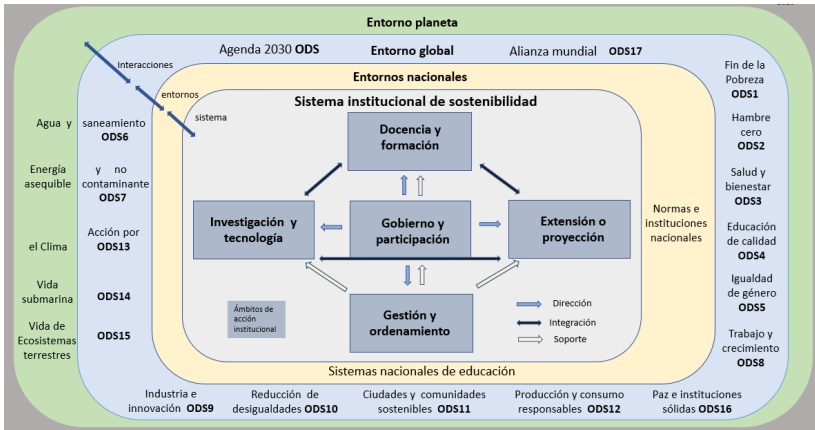 Entorno planeta
Agenda 2030 ODS
Entorno global
Alianza mundial ODS17
Interacciones
entornos
sistema
Entornos nacionales
Sistema institucional de sostenibilidad
Fin de la
Pobreza
ODS1
Hambre
cero
ODS2
Salud y
bienestar
ODS3
Educación
de calidad
ODS4
Igualdad
de género
ODS5
Trabajo y
crecimiento
ODS8
Agua y saneamiento
ODS6
Energía y no
asequible contaminante
ODS7
Acción por
el Clima ODS13
Vida
submarina ODS14
Vida de
Ecosistemas ODS15
terrestres
Docencia y
formación
Investigación y
tecnología
Gobierno y
participación
Extensión o
proyección
Gestión y
ordenamiento
Normas e
instituciones
nacionales
Ámbitos de
acción
institucional
Dirección
Integración
Soporte
Sistemas nacionales de educación
Industria e
innovación ODS9
Reducción de
desigualdades ODS10
Ciudades y comunidades
sostenibles ODS11
Producción y consumo
responsables ODS12
Paz e instituciones
sólidas ODS16